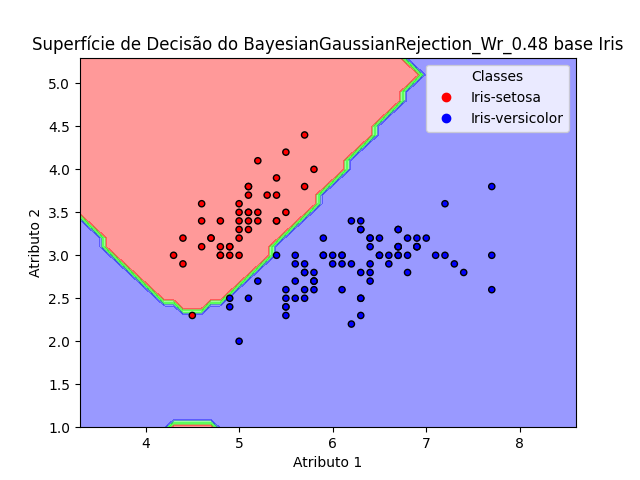 Superfície de Decisão do BayesianGaussianRejection_Wr_0.48 base Iris
Classes
Iris-setosa
Iris-versicolor
5.0
4.5
4.0
3.5
3.0
2.5
2.0
1.5
1.0
Atributo 2
4 5 6 7 8
Atributo 1